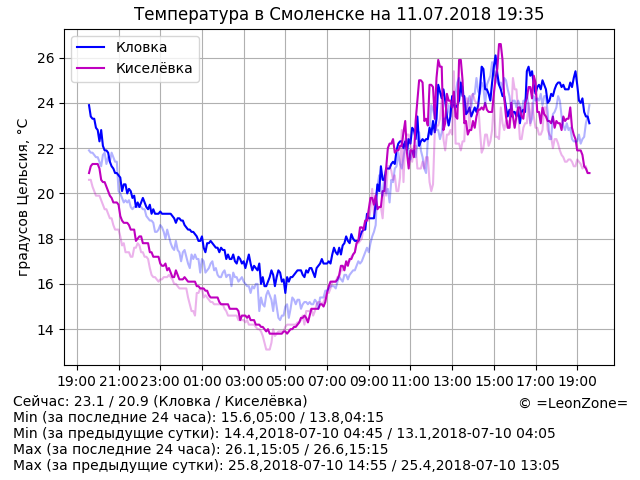 Температура в Смоленске на 11.07.2018 19:35
Кловка
Киселёвка
градусов Цельсия, °C
26
24
22
20
18
16
14
19:00 21:00 23:00 01:00 03:00 05:00 07:00 09:00 11:00 13:00 15:00 17:00 19:00
Сейчас: 23.1 / 20.9 (Кловка / Киселёвка)
© =LeonZone=
Min (за последние 24 часа): 15.6,05:00 / 13.8,04:15
Min (за предыдущие сутки): 14.4,2018-07-10 04:45 / 13.1,2018-07-10 04:05
Max (за последние 24 часа): 26.1,15:05 / 26.6,15:15
Max (за предыдущие сутки): 25.8,2018-07-10 14:55 / 25.4,2018-07-10 13:05